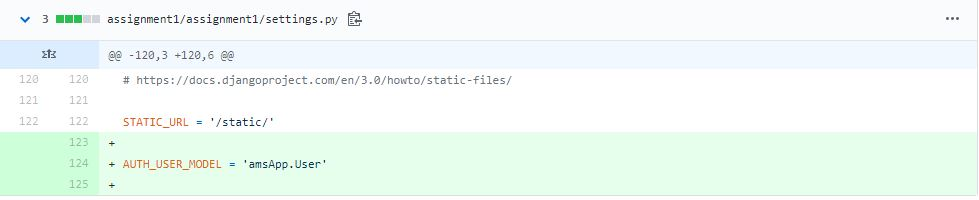 3 assignment1/assignment1/settings.py
@@ -120,3 +120,6 @@
120 120 # https://docs.djangoproject.com/en/3.0/howto/static-files/
121 121
122 122 STATIC_URL = '/static/'
123 +
124 + AUTH_USER_MODEL = 'amsApp.User'
125 +